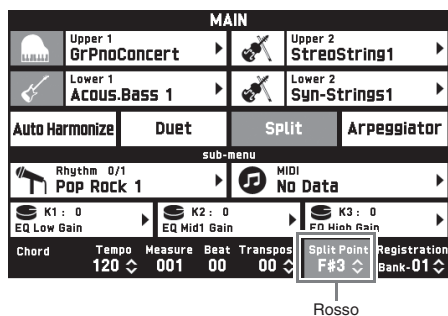 MAIN
Upper 1 Upper 2
GrPnoConcert StreoString1
Lower 1 Lower 2
Acous.Bass 1 Syn-Strings1
Auto Harmonize Duet Split Arpeggiator
sub-menu
Rhythm 0/1 MIDI
Pop Rock 1 No Data
K1: 0 K2: 0 K3: 0
EQ Low Gain EQ Mid1 Gain EQ High Gain
Chord Tempo Measure Beat Transpos Split Point Registration
120 001 00 00 F#3 Bank-01
Rosso